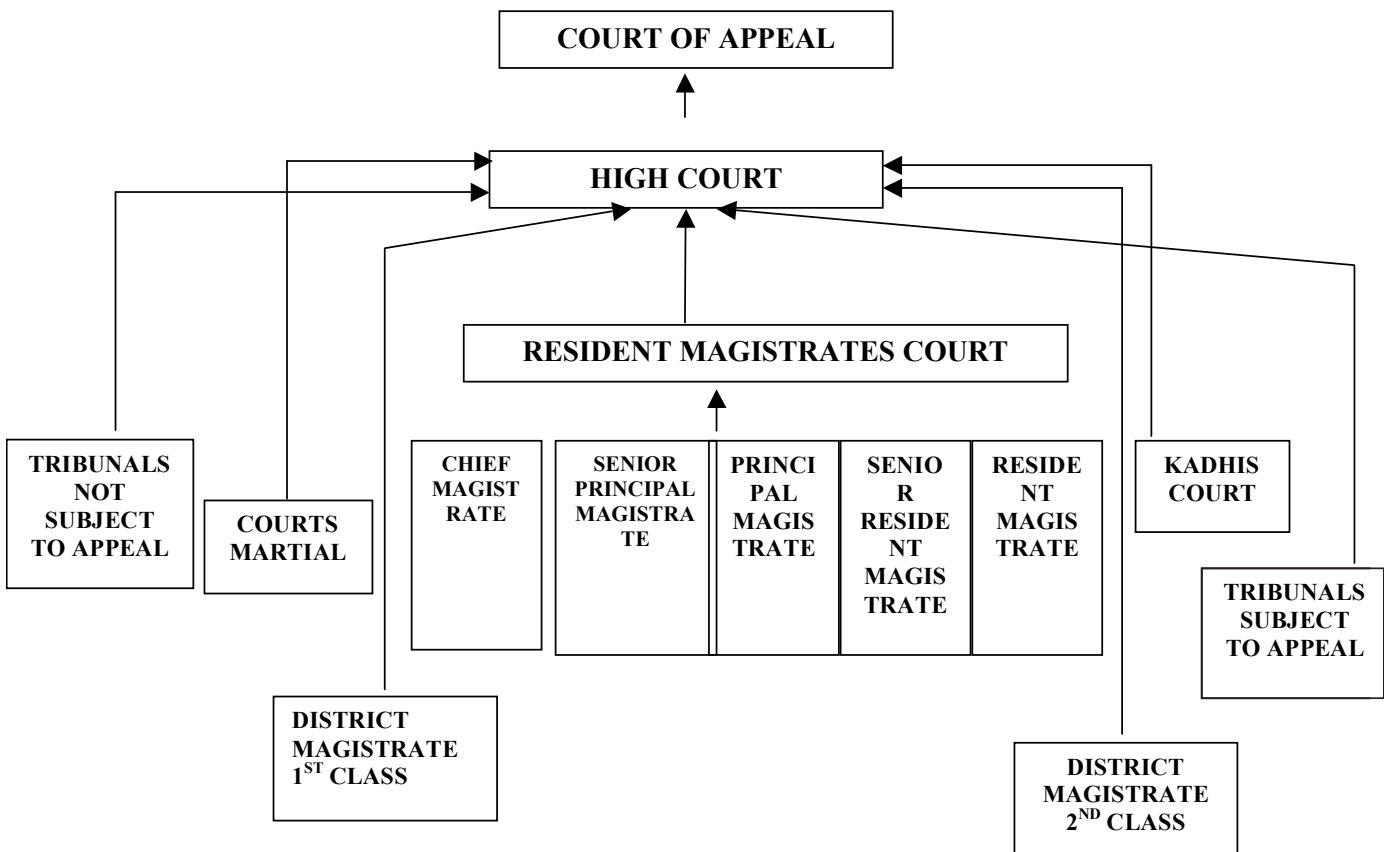 COURT OF APPEAL
HIGH COURT
RESIDENT MAGISTRATES COURT
TRIBUNALS
NOT
SUBJECT
TO APPEAL
COURTS
MARTIAL
CHIEF
MAGIST
RATE
SENIOR
PRINCIPAL
MAGISTRA
TE
PRINCI
PAL
MAGIS
TRATE
SENIO
R
RESIDE
NT
MAGIS
TRATE
RESIDE
NT
MAGIS
TRATE
KADHIS
COURT
TRIBUNALS
SUBJECT
TO APPEAL
DISTRICT
MAGISTRATE
1ST CLASS
DISTRICT
MAGISTRATE
2ND CLASS